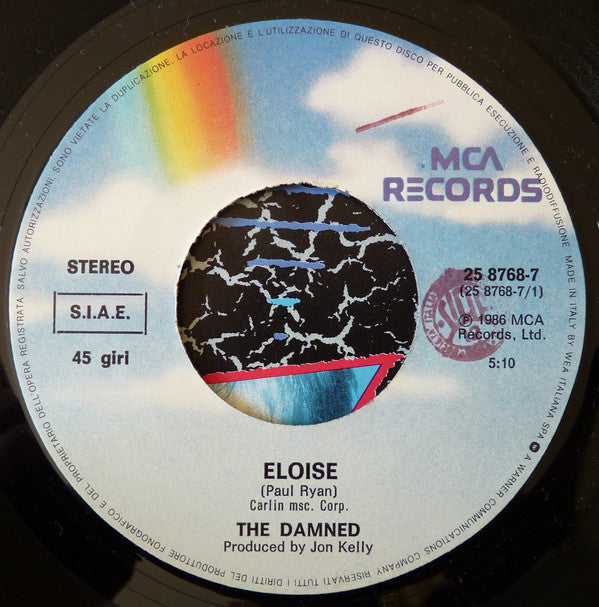 SONO VIETATE LA DUPLICAZIONE, LA LOCAZIONE E L'UTILIZZAZIONE DI QUESTO DISCO PER PUBBLICA ESECUZIONE E RADIODIFFUSIONE. MADE IN ITALY BY WEA ITALIANA SPA A WARNER COMMUNICATIONS COMPANY RISERVATI TUTTI I DIRITTI DEL PRODUTTORE FONOGRAFICO E DEL PROPRIETARIO DELL'OPERA REGISTRATA. SALVO AUTORIZZAZIONI.
MCA
RECORDS
STEREO
S.I.A.E.
45 giri
25 8768-7
(25 8768-7/1)
℗ 1986 MCA
Records, Ltd.
5:10
ELOISE
(Paul Ryan)
Carlin msc. Corp.
THE DAMNED
Produced by Jon Kelly